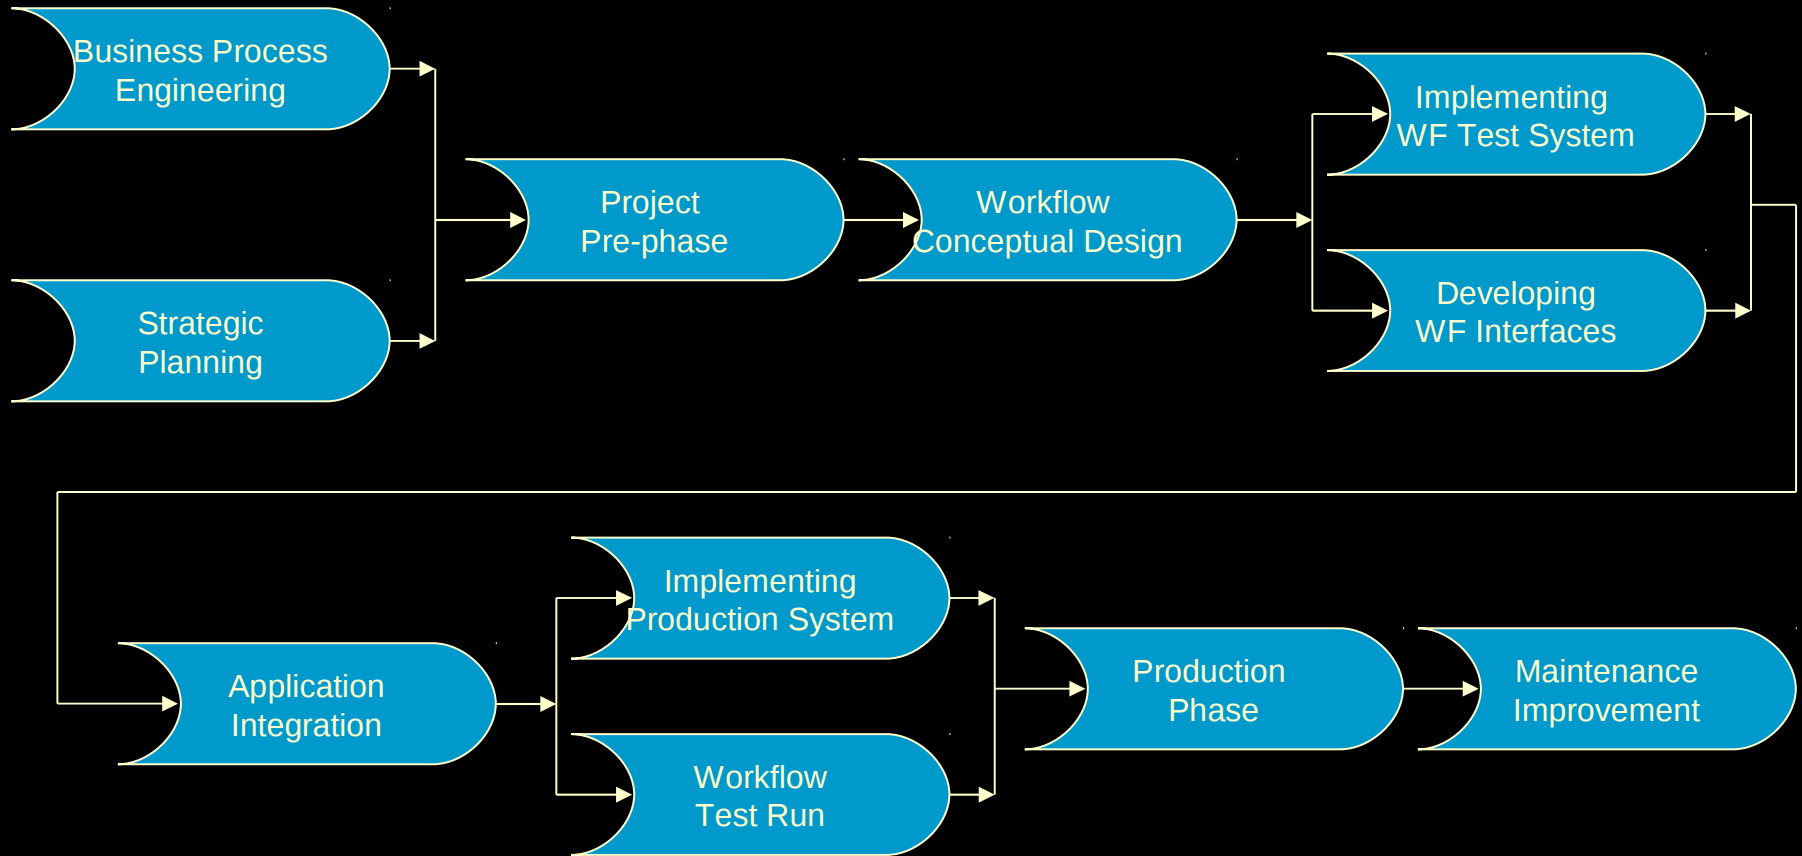 Business Process
Engineering
Strategic
Planning
Project
Pre-phase
Workflow
Conceptual Design
Implementing
WF Test System
Developing
WF Interfaces
Application
Integration
Implementing
Production System
Workflow
Test Run
Production
Phase
Maintenance
Improvement